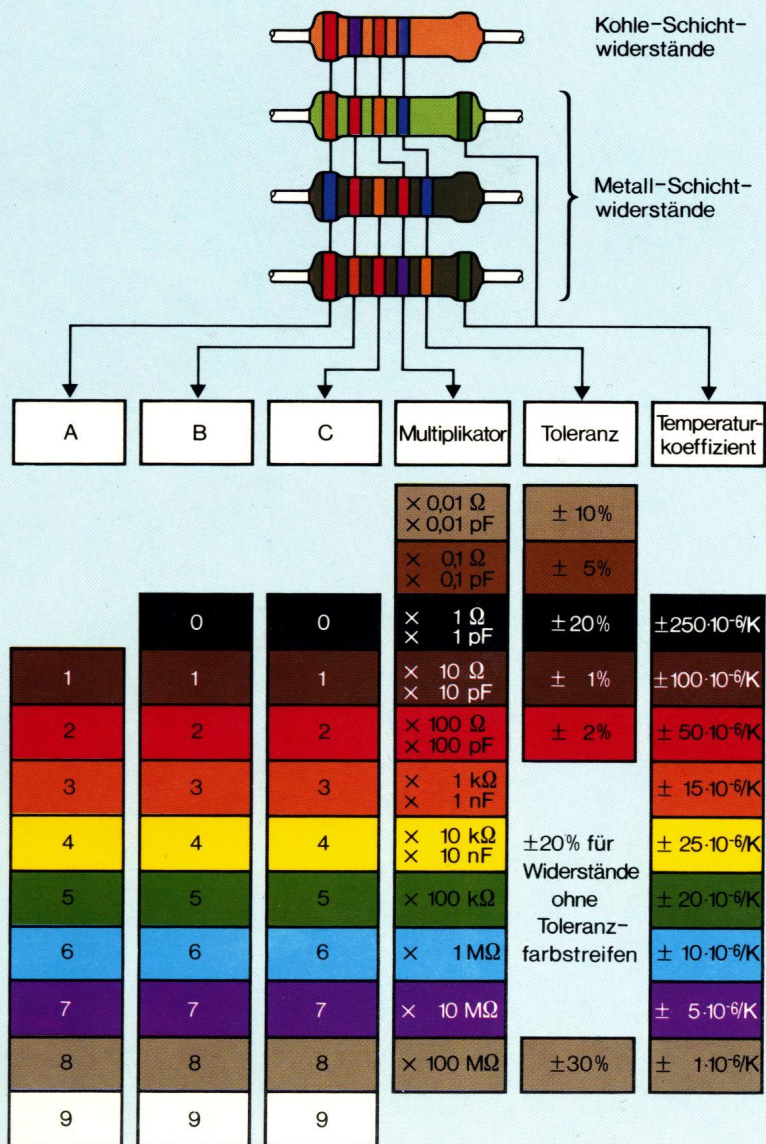 Kohle-Schicht-
widerstände
Metall-Schicht-
widerstände
A
B
C
Multiplikator
Toleranz
Temperatur-
koeffizient
× 0,01 Ω
× 0,01 pF
± 10%
× 0,1 Ω
× 0,1 pF
± 5%
0
0
× 1 Ω
× 1 pF
±20%
±250·10⁻⁶/K
1
1
1
× 10 Ω
× 10 pF
± 1%
±100·10⁻⁶/K
2
2
2
× 100 Ω
× 100 pF
± 2%
± 50·10⁻⁶/K
3
3
3
× 1 kΩ
× 1 nF
± 15·10⁻⁶/K
4
4
4
× 10 kΩ
× 10 nF
± 25·10⁻⁶/K
5
5
5
× 100 kΩ
± 20·10⁻⁶/K
6
6
6
× 1 MΩ
± 10·10⁻⁶/K
7
7
7
× 10 MΩ
± 5·10⁻⁶/K
8
8
8
× 100 MΩ
±30%
± 1·10⁻⁶/K
9
9
9
±20% für
Widerstände
ohne
Toleranz-
farbstreifen